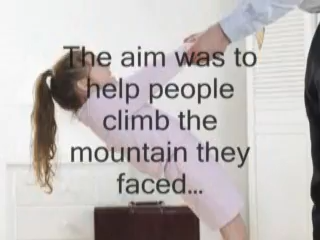 The aim was to
help people
climb the
mountain they
faced...